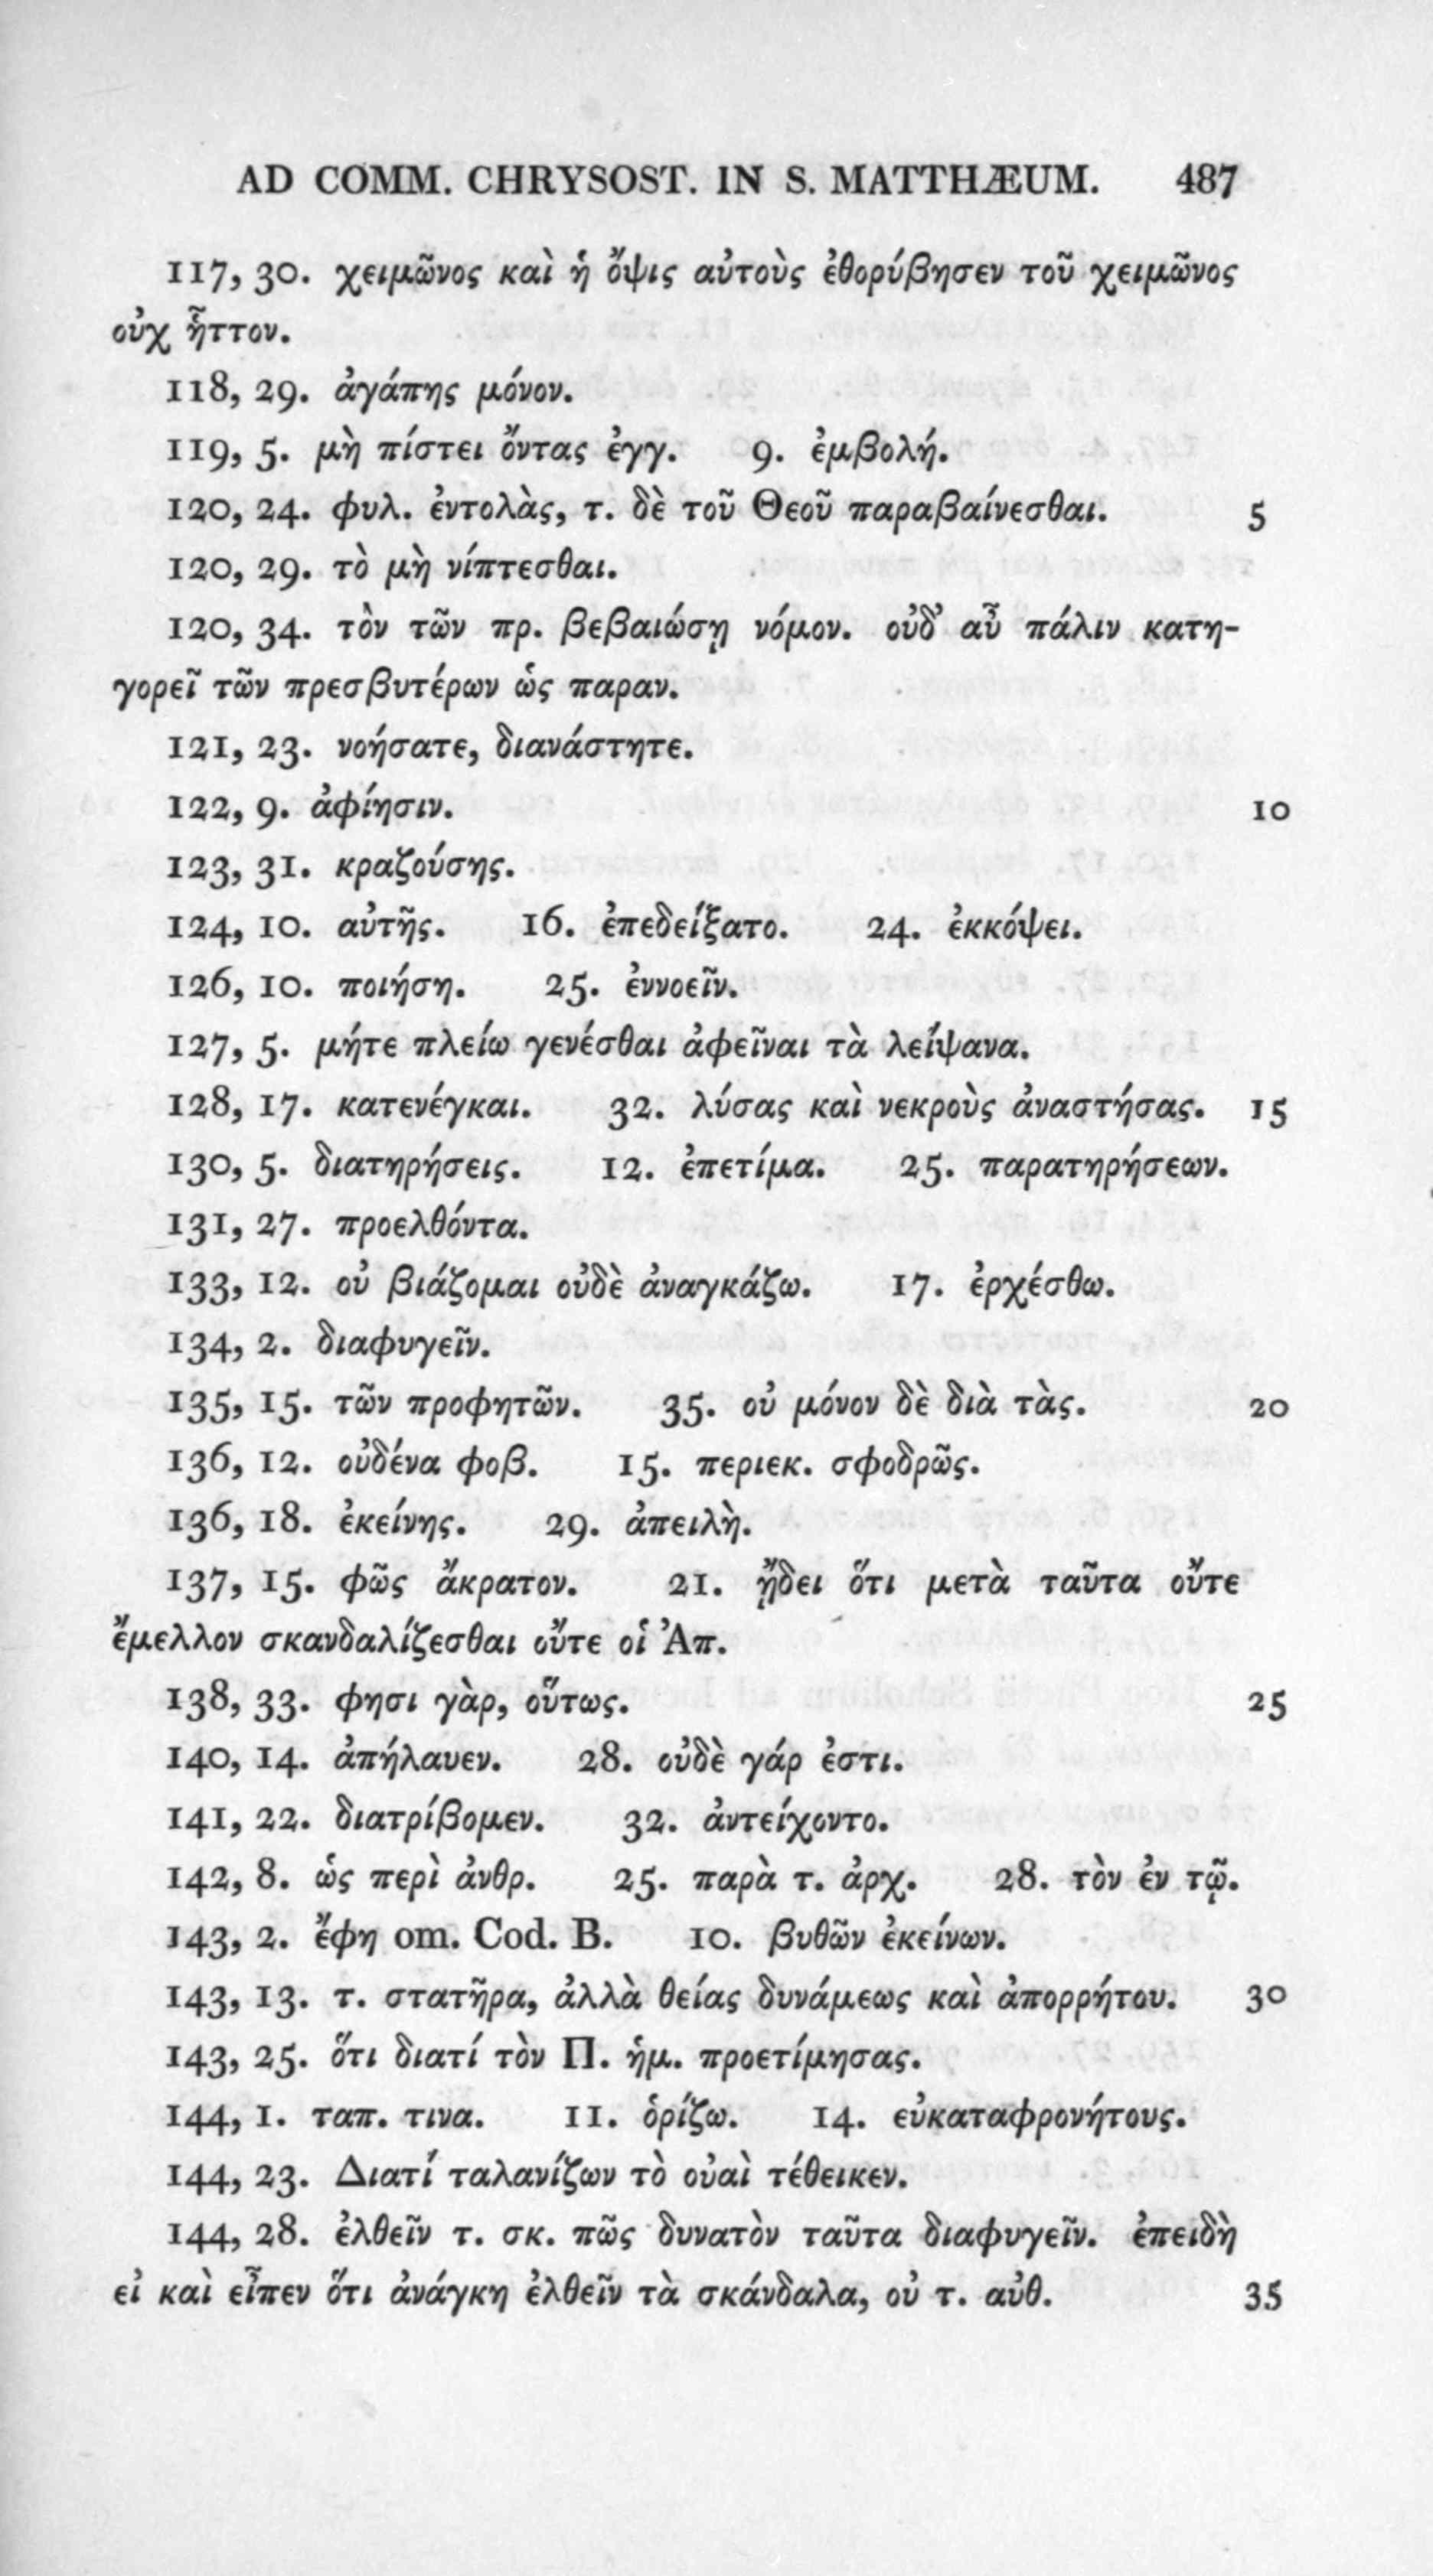 AD COMM. CHRYSOST. IN S. MATTHÆUM. 487
117, 30. χειμῶνος καὶ ἡ ὄψις αὐτοὺς ἐθορύβησεν τοῦ χειμῶνος
οὐχ ἧττον.
118, 29. ἀγάπης μόνον.
119, 5. μὴ πίστει ὄντας ἐγγ. 9. ἐμβολή.
120, 24. φυλ. ἐντολὰς, τ. δὲ τοῦ Θεοῦ παραβαίνεσθαι. 5
120, 29. τὸ μὴ νίπτεσθαι.
120, 34. τὸν τῶν πρ. βεβαιώσῃ νόμον. οὐδ’ αὖ πάλιν κατη-
γορεῖ τῶν πρεσβυτέρων ὡς παραν.
121, 23. νοήσατε, διανάστητε.
122, 9. ἀφίησιν. 10
123, 31. κραζούσης.
124, 10. αὐτῆς. 16. ἐπεδείξατο. 24. ἐκκόψει.
126, 10. ποιήση. 25. ἐννοεῖν.
127, 5. μήτε πλείω γενέσθαι ἀφεῖναι τὰ λείψανα.
128, 17. κατενέγκαι. 32. λύσας καὶ νεκροὺς ἀναστήσας. 15
130, 5. διατηρήσεις. 12. ἐπετίμα. 25. παρατηρήσεων.
131, 27. προελθόντα.
133, 12. οὐ βιάζομαι οὐδὲ ἀναγκάζω. 17. ἐρχέσθω.
134, 2. διαφυγεῖν.
135, 15. τῶν προφητῶν. 35. οὐ μόνον δὲ διὰ τὰς. 20
136, 12. οὐδένα φοβ. 15. περιεκ. σφοδρῶς.
136, 18. ἐκείνης. 29. ἀπειλὴ.
137, 15. φῶς ἄκρατον. 21. ᾔδει ὅτι μετὰ ταῦτα οὔτε
ἔμελλον σκανδαλίζεσθαι οὔτε οἱ Ἀπ.
138, 33. φησι γὰρ, οὕτως. 25
140, 14. ἀπήλαυεν. 28. οὐδὲ γάρ ἐστι.
141, 22. διατρίβομεν. 32. ἀντείχοντο.
142, 8. ὡς περὶ ἀνθρ. 25. παρὰ τ. ἀρχ. 28. τὸν ἐν τῷ.
143, 2. ἔφη om. Cod. B. 10. βυθῶν ἐκείνων.
143, 13. τ. στατῆρα, ἀλλὰ θείας δυνάμεως καὶ ἀπορρήτου. 30
143, 25. ὅτι διατί τὸν Π. ἡμ. προετίμησας.
144, 1. ταπ. τινα. 11. ὁρίζω. 14. εὐκαταφρονήτους.
144, 23. Διατί ταλανίζων τὸ οὐαὶ τέθεικεν.
144, 28. ἐλθεῖν τ. σκ. πῶς δυνατὸν ταῦτα διαφυγεῖν. ἐπειδὴ
εἰ καὶ εἶπεν ὅτι ἀνάγκη ἐλθεῖν τὰ σκάνδαλα, οὐ τ. αὐθ. 35